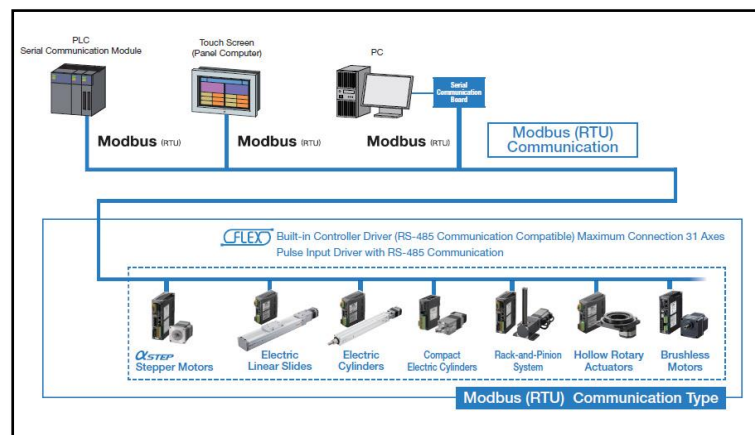 PLC
Serial Communication Module
Touch Screen
(Panel Computer)
PC
Serial
Communication
Board
Modbus (RTU)
Modbus (RTU)
Modbus (RTU)
Modbus (RTU)
Communication
FLEX Built-in Controller Driver (RS-485 Communication Compatible) Maximum Connection 31 Axes
Pulse Input Driver with RS-485 Communication
αSTEP
Stepper Motors
Electric
Linear Slides
Electric
Cylinders
Compact
Electric Cylinders
Rack-and-Pinion
System
Hollow Rotary
Actuators
Brushless
Motors
Modbus (RTU) Communication Type